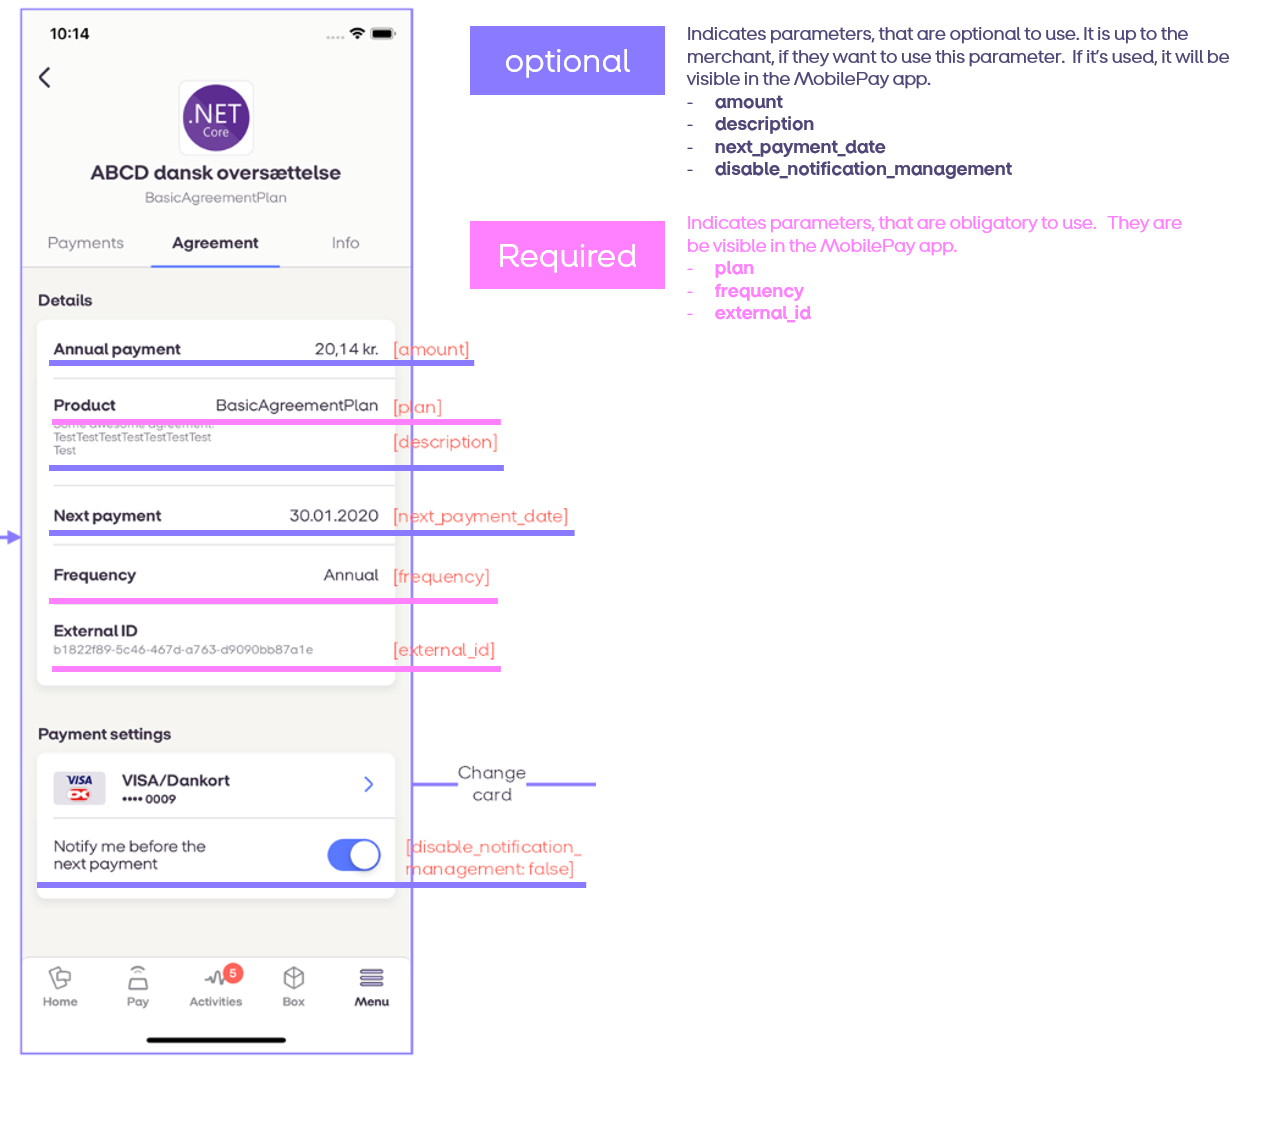 10:14
.NET
Core
ABCD dansk oversættelse
BasicAgreementPlan
Payments Agreement Info
Details
Annual payment 20,14 kr. [amount]
Product BasicAgreementPlan [plan]
Some awesome agreement.
TestTestTestTestTestTestTest
Test
[description]
Next payment 30.01.2020 [next_payment_date]
Frequency Annual [frequency]
External ID
b1822f89-5c46-467d-a763-d9090bb87a1e [external_id]
Payment settings
VISA
VISA/Dankort
•••• 0009
Change
card
Notify me before the
next payment
[disable_notification_
management: false]
5
Home Pay Activities Box Menu
optional
Indicates parameters, that are optional to use. It is up to the
merchant, if they want to use this parameter. If it's used, it will be
visible in the MobilePay app.
- amount
- description
- next_payment_date
- disable_notification_management
Required
Indicates parameters, that are obligatory to use. They are
be visible in the MobilePay app.
- plan
- frequency
- external_id